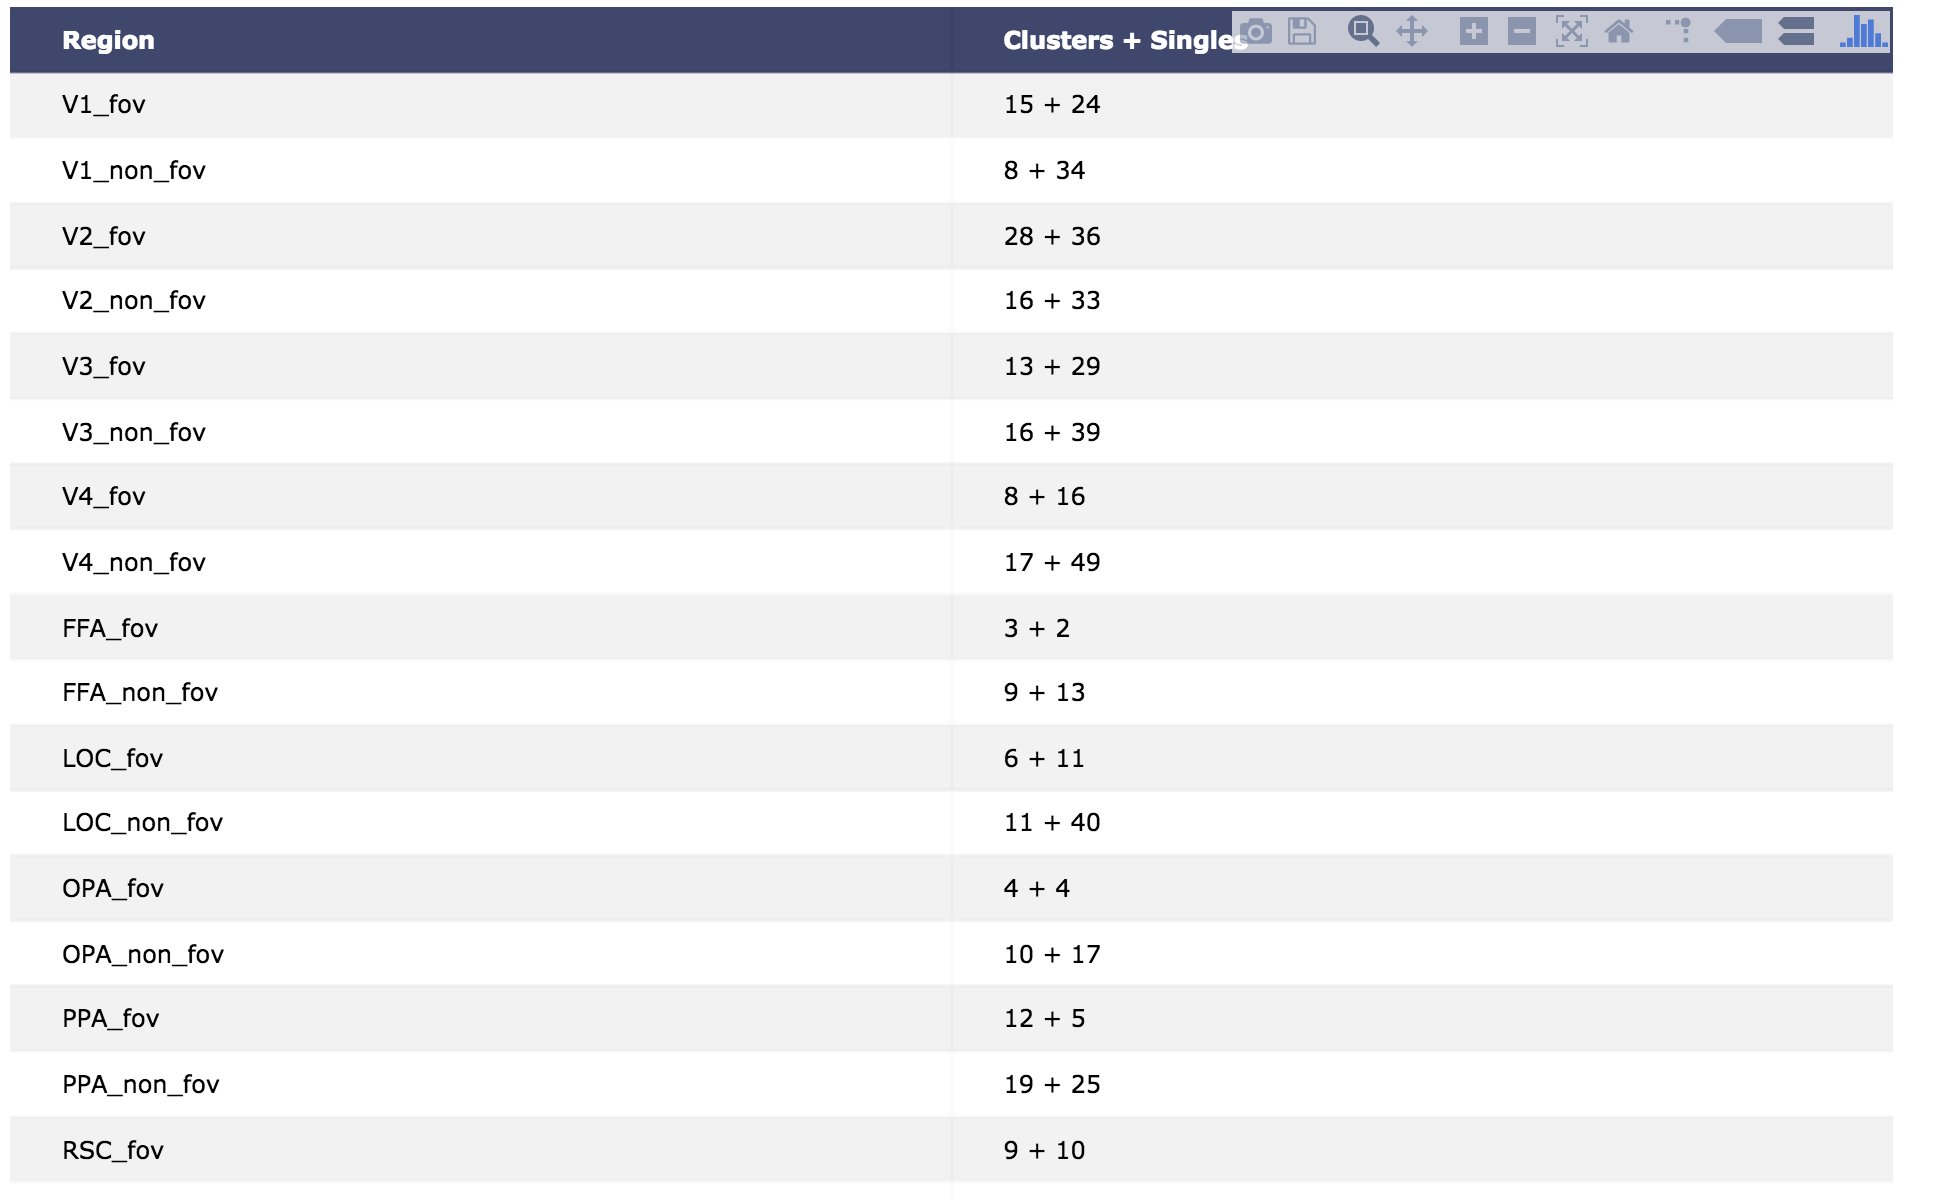 Region Clusters + Singles
V1_fov 15 + 24
V1_non_fov 8 + 34
V2_fov 28 + 36
V2_non_fov 16 + 33
V3_fov 13 + 29
V3_non_fov 16 + 39
V4_fov 8 + 16
V4_non_fov 17 + 49
FFA_fov 3 + 2
FFA_non_fov 9 + 13
LOC_fov 6 + 11
LOC_non_fov 11 + 40
OPA_fov 4 + 4
OPA_non_fov 10 + 17
PPA_fov 12 + 5
PPA_non_fov 19 + 25
RSC_fov 9 + 10